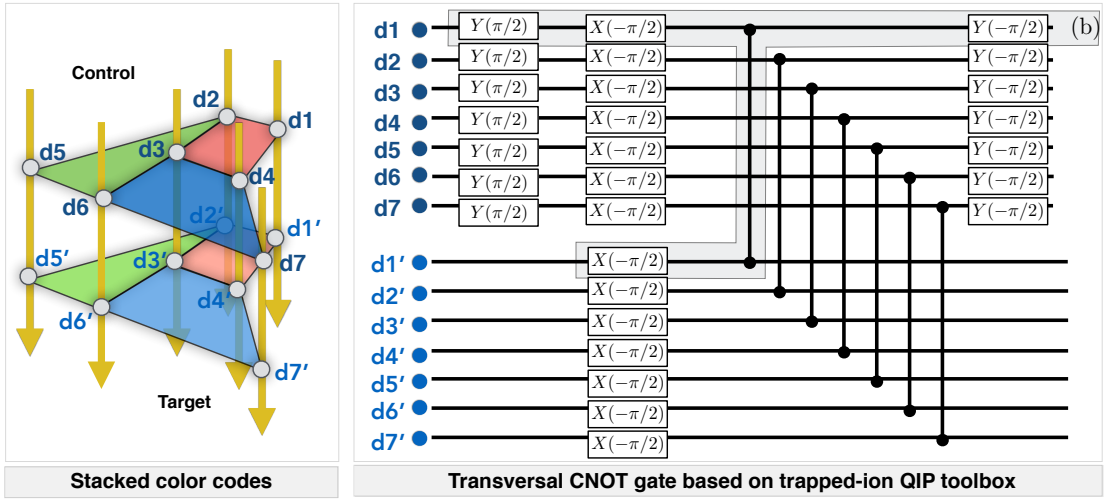 Control
d2
d1
d3
d5
d4
d6
d2′
d1′
d5′
d3′
d7
d4′
d6′
d7′
Target
Stacked color codes
(b)
d1 Y(π/2) X(−π/2) Y(−π/2)
d2 Y(π/2) X(−π/2) Y(−π/2)
d3 Y(π/2) X(−π/2) Y(−π/2)
d4 Y(π/2) X(−π/2) Y(−π/2)
d5 Y(π/2) X(−π/2) Y(−π/2)
d6 Y(π/2) X(−π/2) Y(−π/2)
d7 Y(π/2) X(−π/2) Y(−π/2)
d1′ X(−π/2)
d2′ X(−π/2)
d3′ X(−π/2)
d4′ X(−π/2)
d5′ X(−π/2)
d6′ X(−π/2)
d7′ X(−π/2)
Transversal CNOT gate based on trapped-ion QIP toolbox